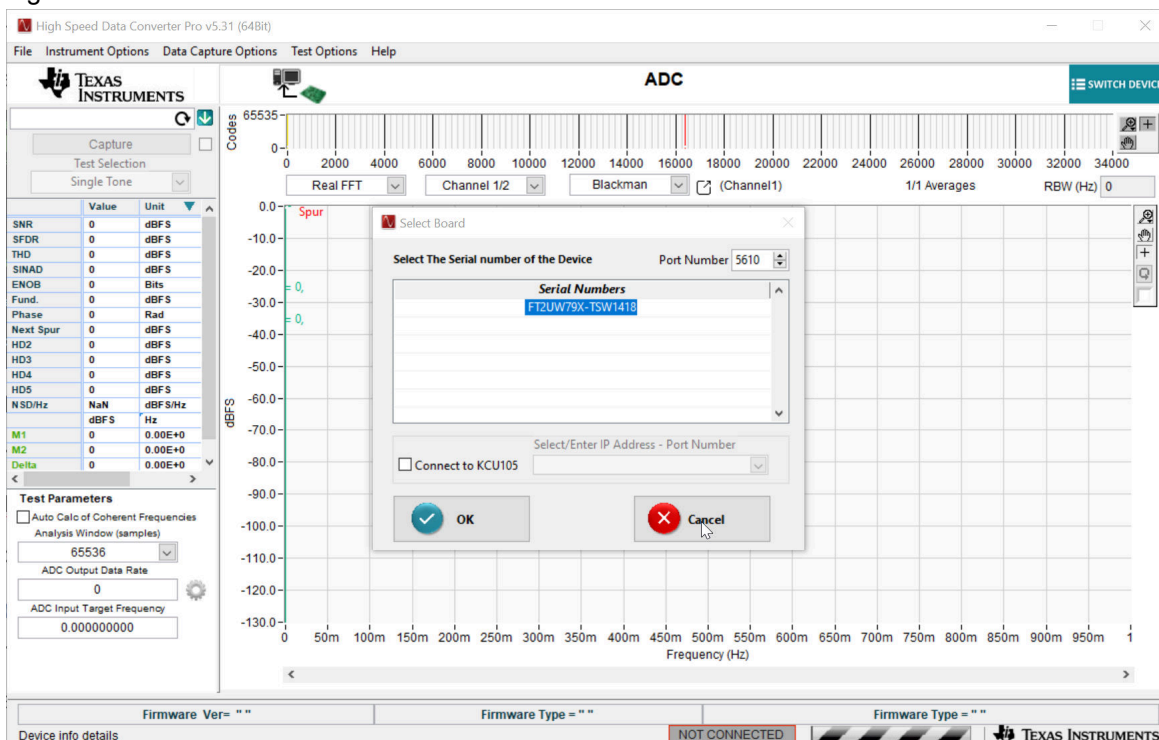 High Speed Data Converter Pro v5.31 (64Bit)
File Instrument Options Data Capture Options Test Options Help
TEXAS INSTRUMENTS
ADC
SWITCH DEVIC
Capture
Test Selection
Single Tone
Codes
65535
0
0 2000 4000 6000 8000 10000 12000 14000 16000 18000 20000 22000 24000 26000 28000 30000 32000 34000
Real FFT Channel 1/2 Blackman (Channel1) 1/1 Averages RBW (Hz) 0
Value Unit
SNR 0 dBFS
SFDR 0 dBFS
THD 0 dBFS
SINAD 0 dBFS
ENOB 0 Bits
Fund. 0 dBFS
Phase 0 Rad
Next Spur 0 dBFS
HD2 0 dBFS
HD3 0 dBFS
HD4 0 dBFS
HD5 0 dBFS
NSD/Hz NaN dBFS/Hz
dBFS Hz
M1 0 0.00E+0
M2 0 0.00E+0
Delta 0 0.00E+0
Test Parameters
Auto Calc of Coherent Frequencies
Analysis Window (samples)
65536
ADC Output Data Rate
0
ADC Input Target Frequency
0.000000000
dBFS
0.0
-10.0
-20.0
-30.0
-40.0
-50.0
-60.0
-70.0
-80.0
-90.0
-100.0
-110.0
-120.0
-130.0
Spur
= 0,
= 0,
Select Board
Select The Serial number of the Device Port Number 5610
Serial Numbers
FT2UW79X-TSW1418
Select/Enter IP Address - Port Number
Connect to KCU105
OK Cancel
0 50m 100m 150m 200m 250m 300m 350m 400m 450m 500m 550m 600m 650m 700m 750m 800m 850m 900m 950m 1
Frequency (Hz)
Firmware Ver= " " Firmware Type = " " Firmware Type = " "
Device info details NOT CONNECTED TEXAS INSTRUMENTS